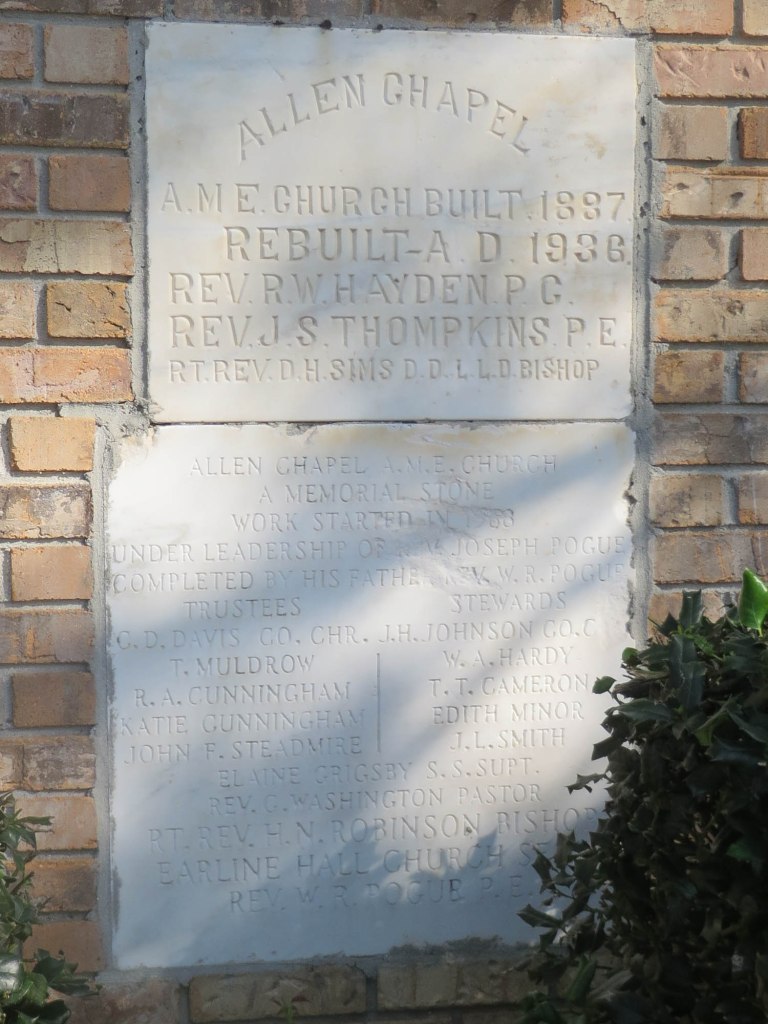 ALLEN CHAPEL
A.M.E. CHURCH BUILT. 1887.
REBUILT-A. D. 1936.
REV. R.W. HAYDEN. P. C.
REV. J. S. THOMPKINS. P. E.
RT. REV. D. H. SIMS D. D. L L. D. BISHOP
ALLEN CHAPEL A.M.E. CHURCH
A MEMORIAL STONE
WORK STARTED IN
UNDER LEADERSHIP OF REV. JOSEPH POGUE
COMPLETED BY HIS FATHER REV. W. R. POGUE
TRUSTEES STEWARDS
C. D. DAVIS CO. CHR. J. H. JOHNSON CO. C
T. MULDROW W. A. HARDY
R. A. CUNNINGHAM T. T. CAMERON
KATIE CUNNINGHAM EDITH MINOR
JOHN F. STEADMIRE J. L. SMITH
ELAINE GRIGSBY S. S. SUPT.
REV. G. WASHINGTON PASTOR
RT. REV. H. N. ROBINSON BISHOP
EARLINE HALL CHURCH
REV. W. R. POGUE P. E.